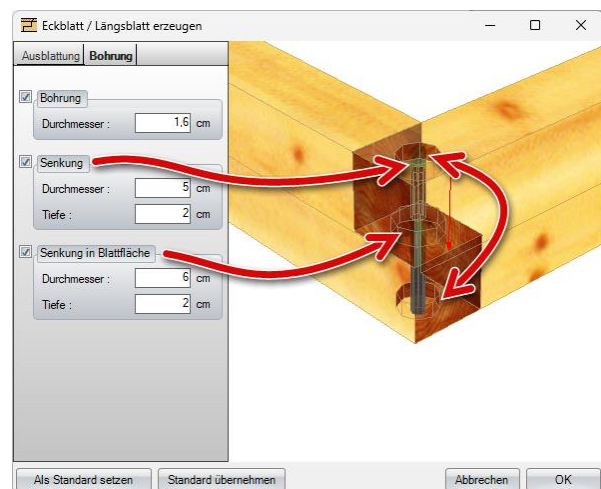 Eckblatt / Längsblatt erzeugen
Ausblattung Bohrung
Bohrung
Durchmesser : 1,6 cm
Senkung
Durchmesser : 5 cm
Tiefe : 2 cm
Senkung in Blattfläche
Durchmesser : 6 cm
Tiefe : 2 cm
Als Standard setzen Standard übernehmen Abbrechen OK